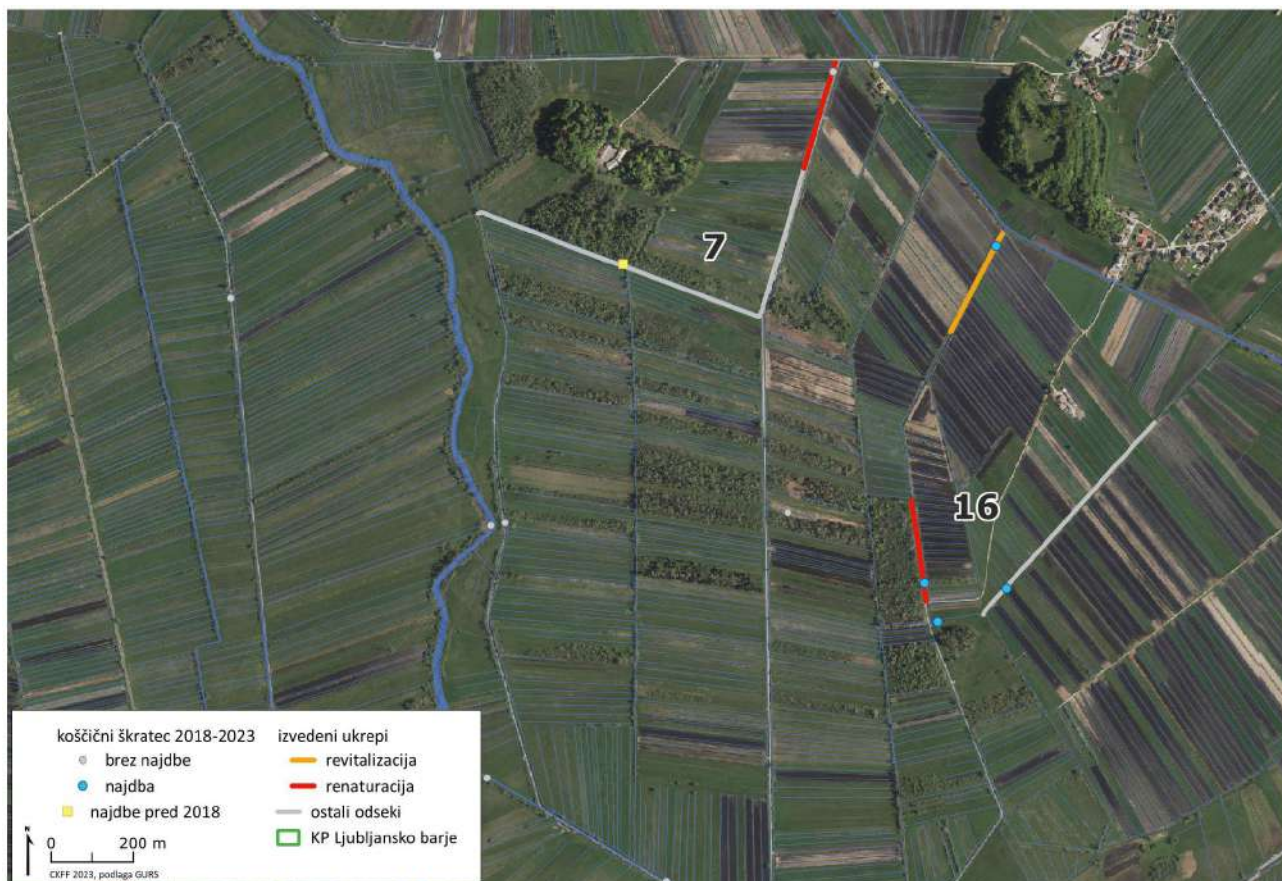 7
16
koščični škratec 2018-2023
brez najdbe
najdba
najdbe pred 2018
izvedeni ukrepi
revitalizacija
renaturacija
ostali odseki
KP Ljubljansko barje
N
0 200 m
CKFF 2023, podlaga GURS